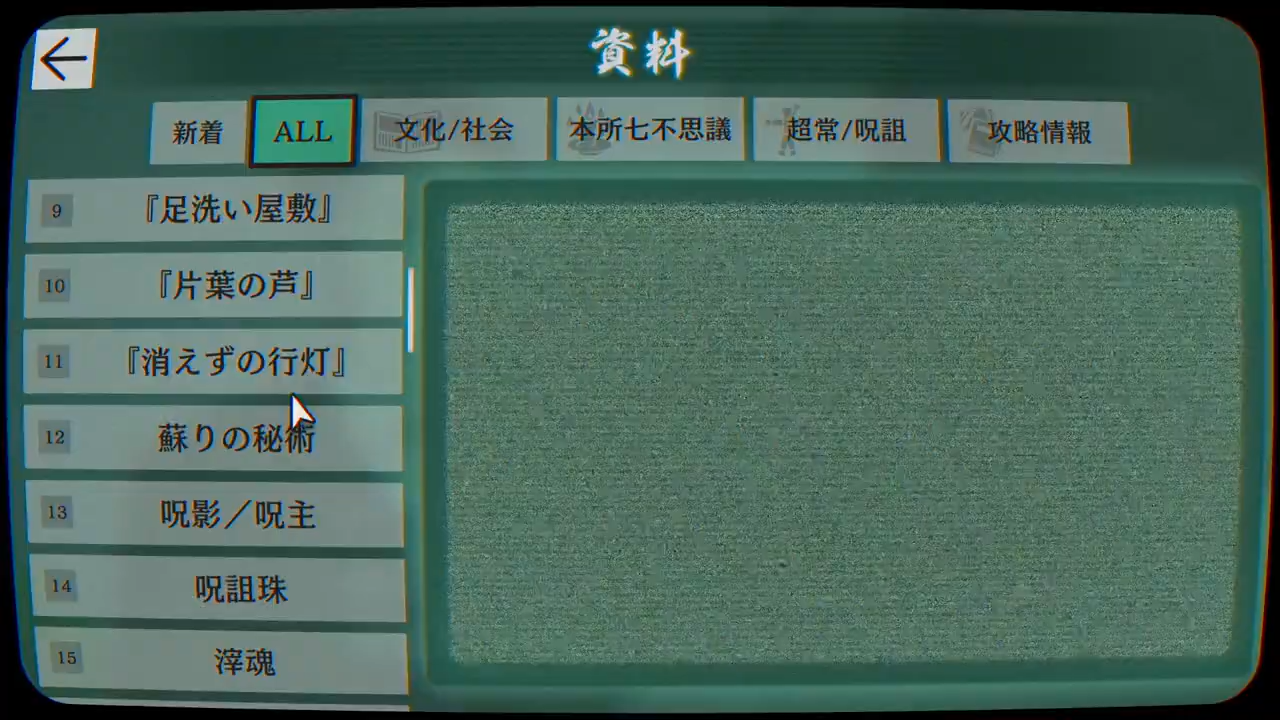 資料
新着
ALL
文化/社会
本所七不思議
超常/呪詛
攻略情報
9 『足洗い屋敷』
10 『片葉の芦』
11 『消えずの行灯』
12 蘇りの秘術
13 呪影／呪主
14 呪詛珠
15 滓魂